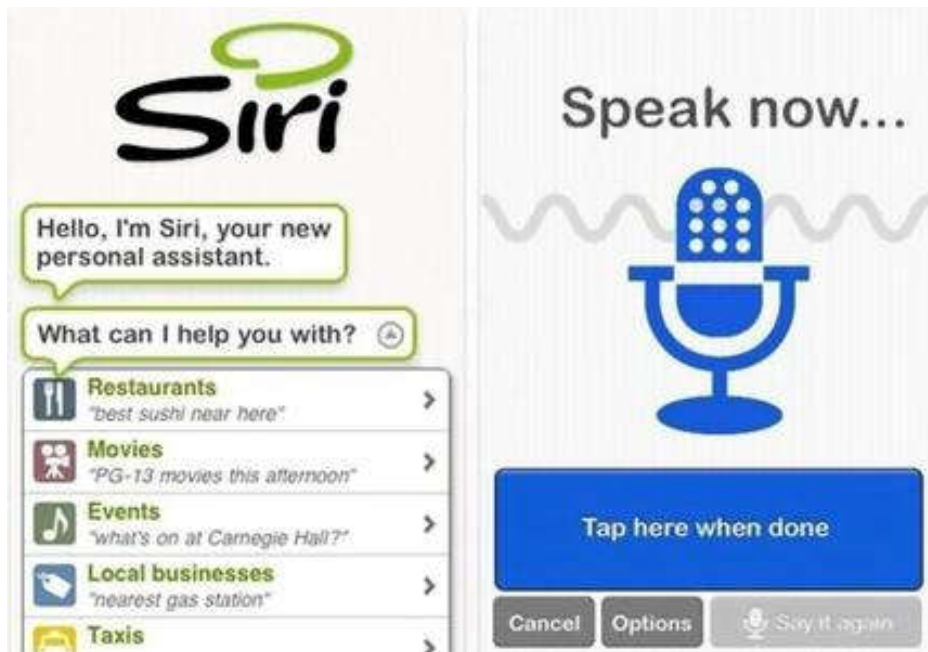 Siri
Hello, I'm Siri, your new
personal assistant.
What can I help you with?
Restaurants
"best sushi near here"
Movies
"PG-13 movies this afternoon"
Events
"what's on at Carnegie Hall?"
Local businesses
"nearest gas station"
Taxis
Speak now...
Tap here when done
Cancel
Options
Say it again